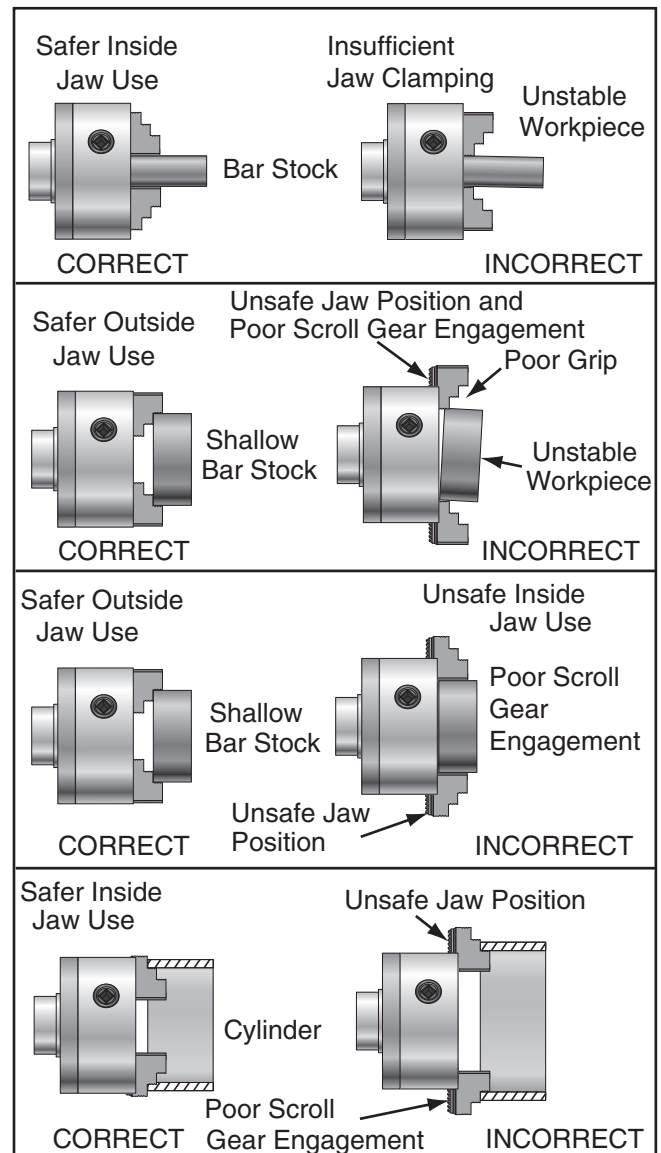 Safer Inside
Jaw Use
Insufficient
Jaw Clamping
Unstable
Workpiece
Bar Stock
CORRECT
INCORRECT
Safer Outside
Jaw Use
Unsafe Jaw Position and
Poor Scroll Gear Engagement
Poor Grip
Shallow
Bar Stock
Unstable
Workpiece
CORRECT
INCORRECT
Safer Outside
Jaw Use
Unsafe Inside
Jaw Use
Shallow
Bar Stock
Poor Scroll
Gear
Engagement
Unsafe Jaw
Position
CORRECT
INCORRECT
Safer Inside
Jaw Use
Unsafe Jaw Position
Cylinder
Poor Scroll
Gear Engagement
CORRECT
INCORRECT